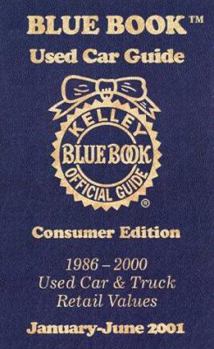 BLUE BOOK™
Used Car Guide
KELLEY
BLUE BOOK
OFFICIAL GUIDE
®
Consumer Edition
1986–2000
Used Car & Truck
Retail Values
January-June 2001